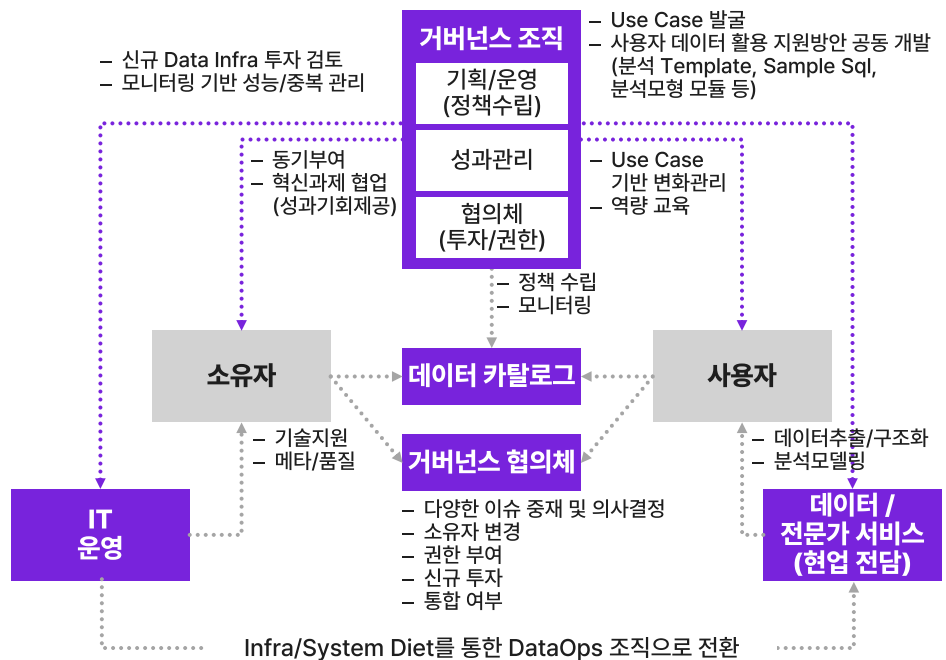 거버넌스 조직
기획/운영
(정책수립)
성과관리
협의체
(투자/권한)
– 신규 Data Infra 투자 검토
– 모니터링 기반 성능/중복 관리
– Use Case 발굴
– 사용자 데이터 활용 지원방안 공동 개발
(분석 Template, Sample Sql,
분석모형 모듈 등)
– 동기부여
– 혁신과제 협업
(성과기회제공)
– Use Case
기반 변화관리
– 역량 교육
– 정책 수립
– 모니터링
소유자
데이터 카탈로그
사용자
거버넌스 협의체
– 기술지원
– 메타/품질
– 데이터추출/구조화
– 분석모델링
IT
운영
– 다양한 이슈 중재 및 의사결정
– 소유자 변경
– 권한 부여
– 신규 투자
– 통합 여부
데이터 /
전문가 서비스
(현업 전담)
Infra/System Diet를 통한 DataOps 조직으로 전환